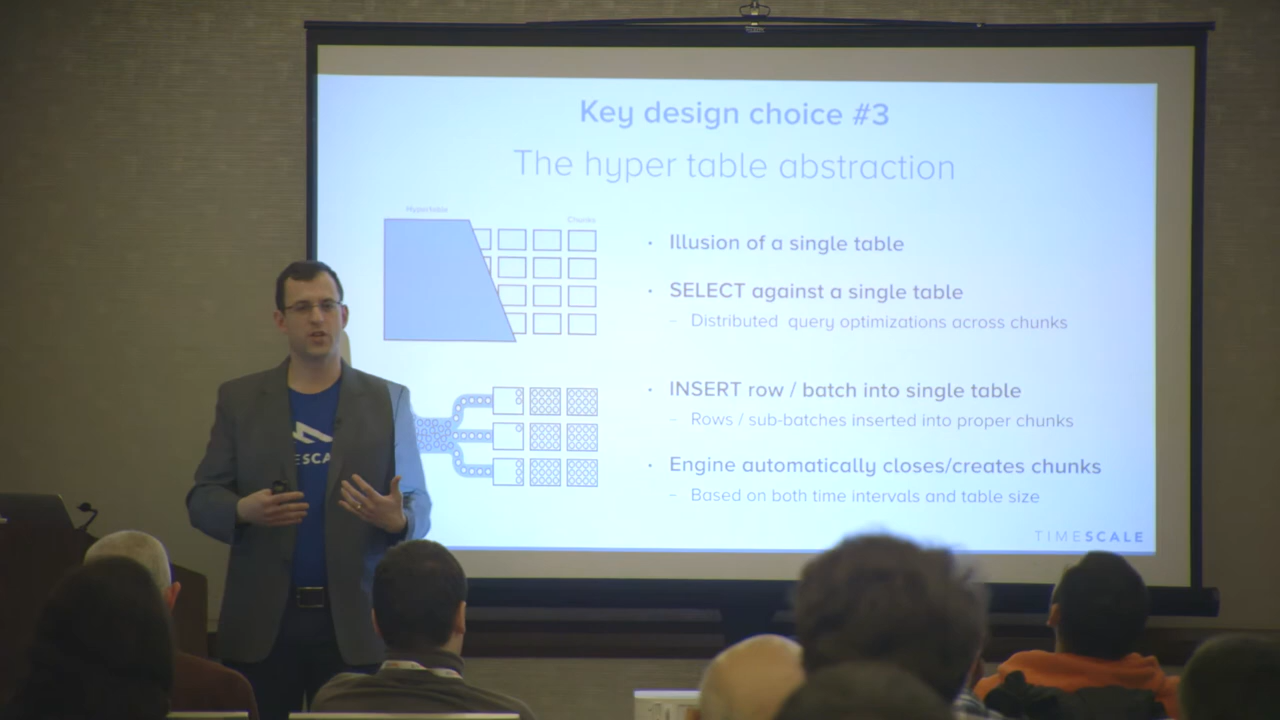 Key design choice #3
The hyper table abstraction
Hypertable
Chunks
• Illusion of a single table
• SELECT against a single table
– Distributed query optimizations across chunks
• INSERT row / batch into single table
– Rows / sub-batches inserted into proper chunks
• Engine automatically closes/creates chunks
– Based on both time intervals and table size
TIMESCALE
ESCA